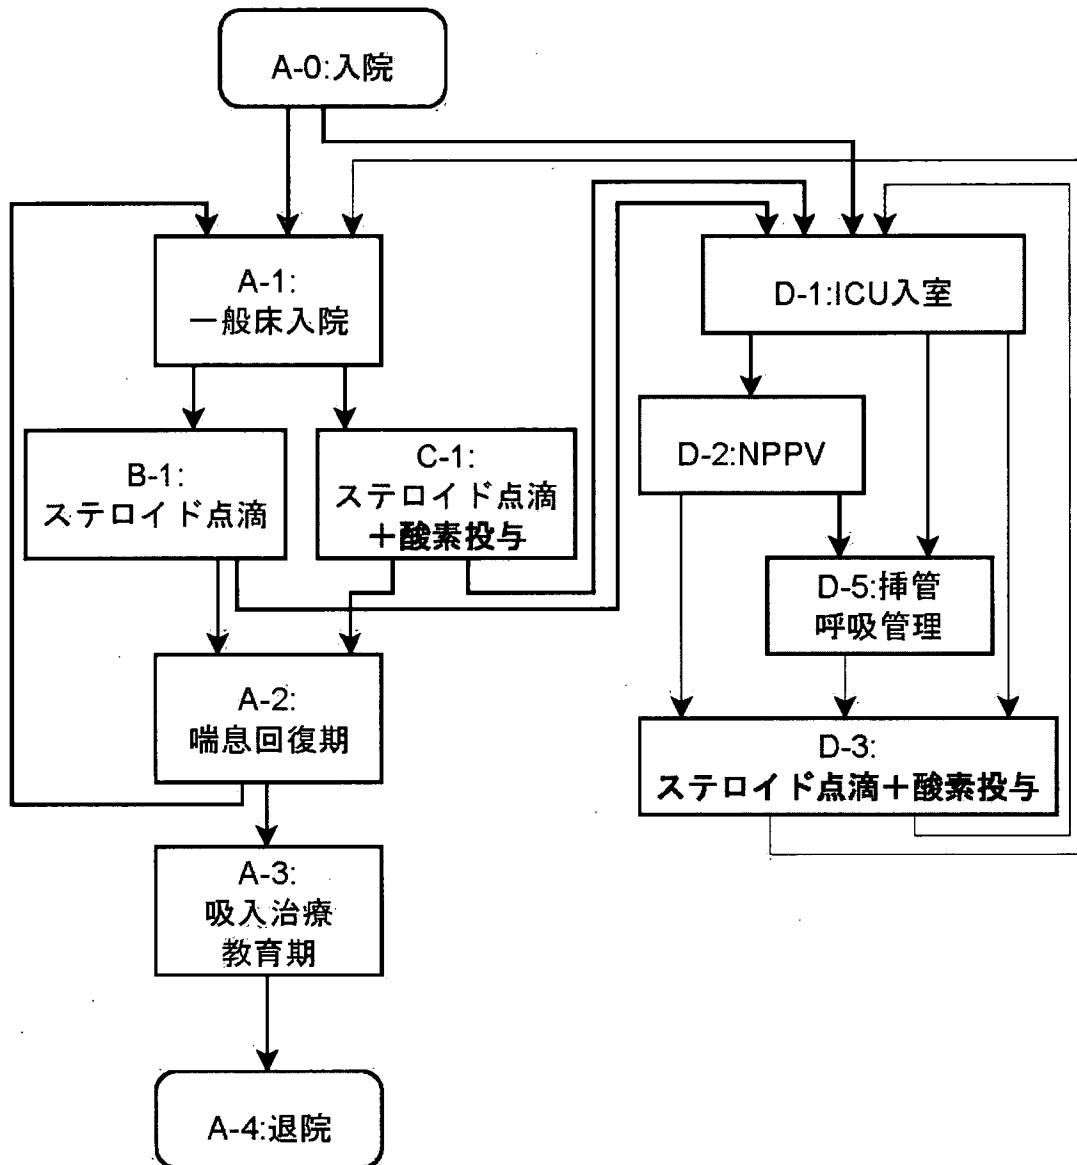 A-0:入院
A-1:
一般床入院
D-1:ICU入室
B-1:
ステロイド点滴
C-1:
ステロイド点滴
＋酸素投与
D-2:NPPV
D-5:挿管
呼吸管理
A-2:
喘息回復期
D-3:
ステロイド点滴＋酸素投与
A-3:
吸入治療
教育期
A-4:退院